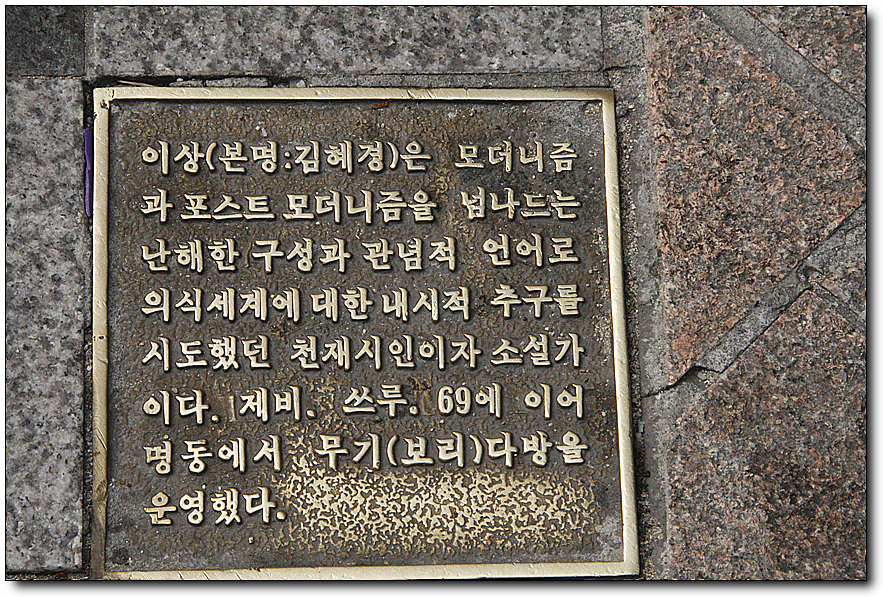 이상(본명:김혜경)은 모더니즘
과 포스트 모더니즘을 넘나드는
난해한 구성과 관념적 언어로
의식세계에 대한 내시적 추구를
시도했던 천재시인이자 소설가
이다. 제비. 쓰루. 69에 이어
명동에서 무기(보리)다방을
운영했다.